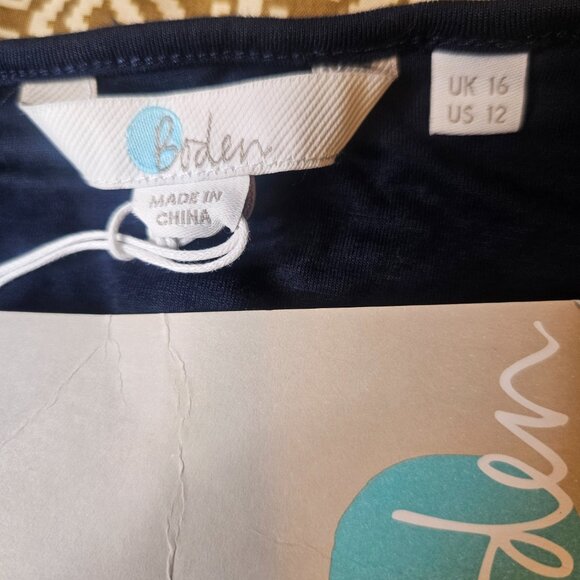 Boden
UK 16
US 12
MADE IN
CHINA
den